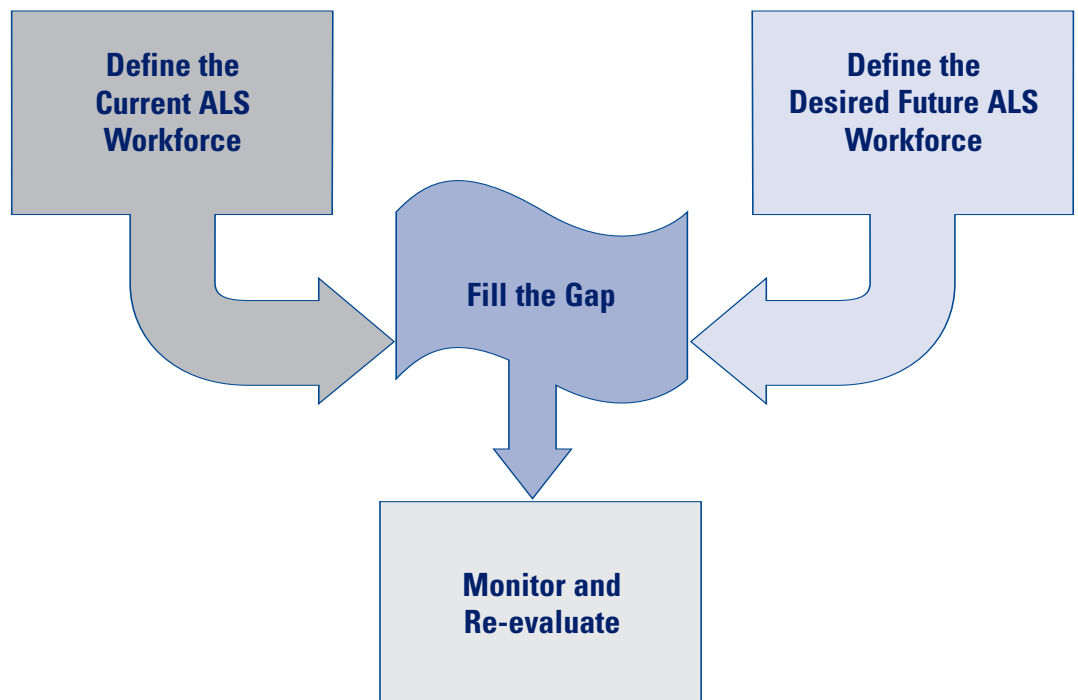 Define the
Current ALS
Workforce
Define the
Desired Future ALS
Workforce
Fill the Gap
Monitor and
Re-evaluate